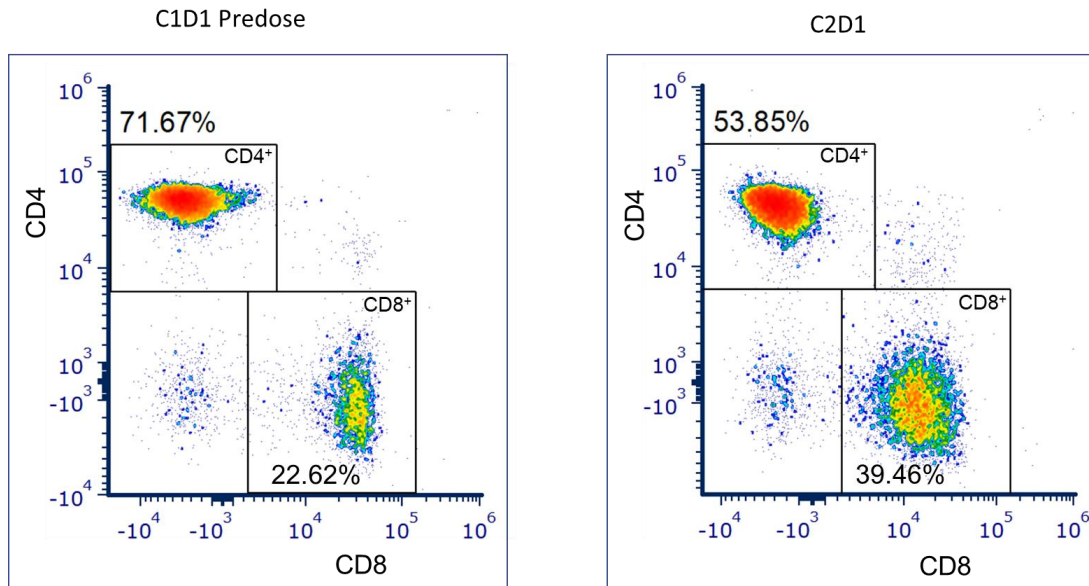 C1D1 Predose
C2D1
10^6
71.67%
CD4⁺
10^5
CD4
10^4
CD8⁺
10^3
-10^3
22.62%
-10^4
-10^4 -10^3 10^4 10^5 10^6
CD8
10^6
53.85%
CD4⁺
10^5
CD4
10^4
CD8⁺
10^3
-10^3
39.46%
-10^4 -10^3 10^4 10^5 10^6
CD8